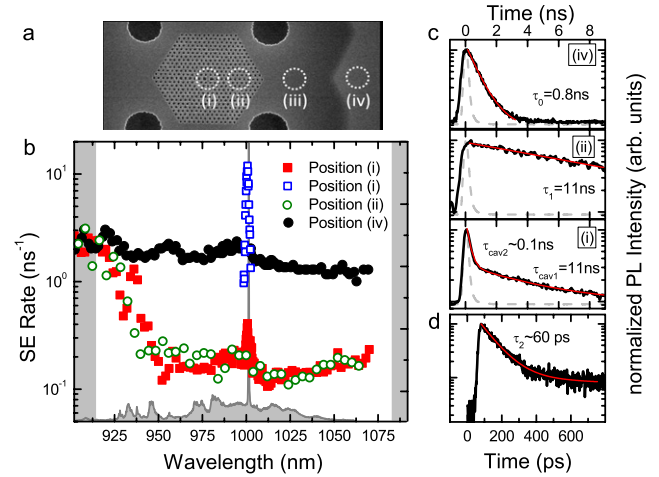 a
(i)
(ii)
(iii)
(iv)
b
SE Rate (ns⁻¹)
10¹
10⁰
10⁻¹
Position (i)
Position (i)
Position (ii)
Position (iv)
925 950 975 1000 1025 1050 1075
Wavelength (nm)
c
Time (ns)
0 2 4 6 8
(iv)
τ₀=0.8ns
(ii)
τ₁=11ns
(i)
τcav2~0.1ns
τcav1=11ns
d
τ₂~60 ps
0 200 400 600
Time (ps)
normalized PL Intensity (arb. units)